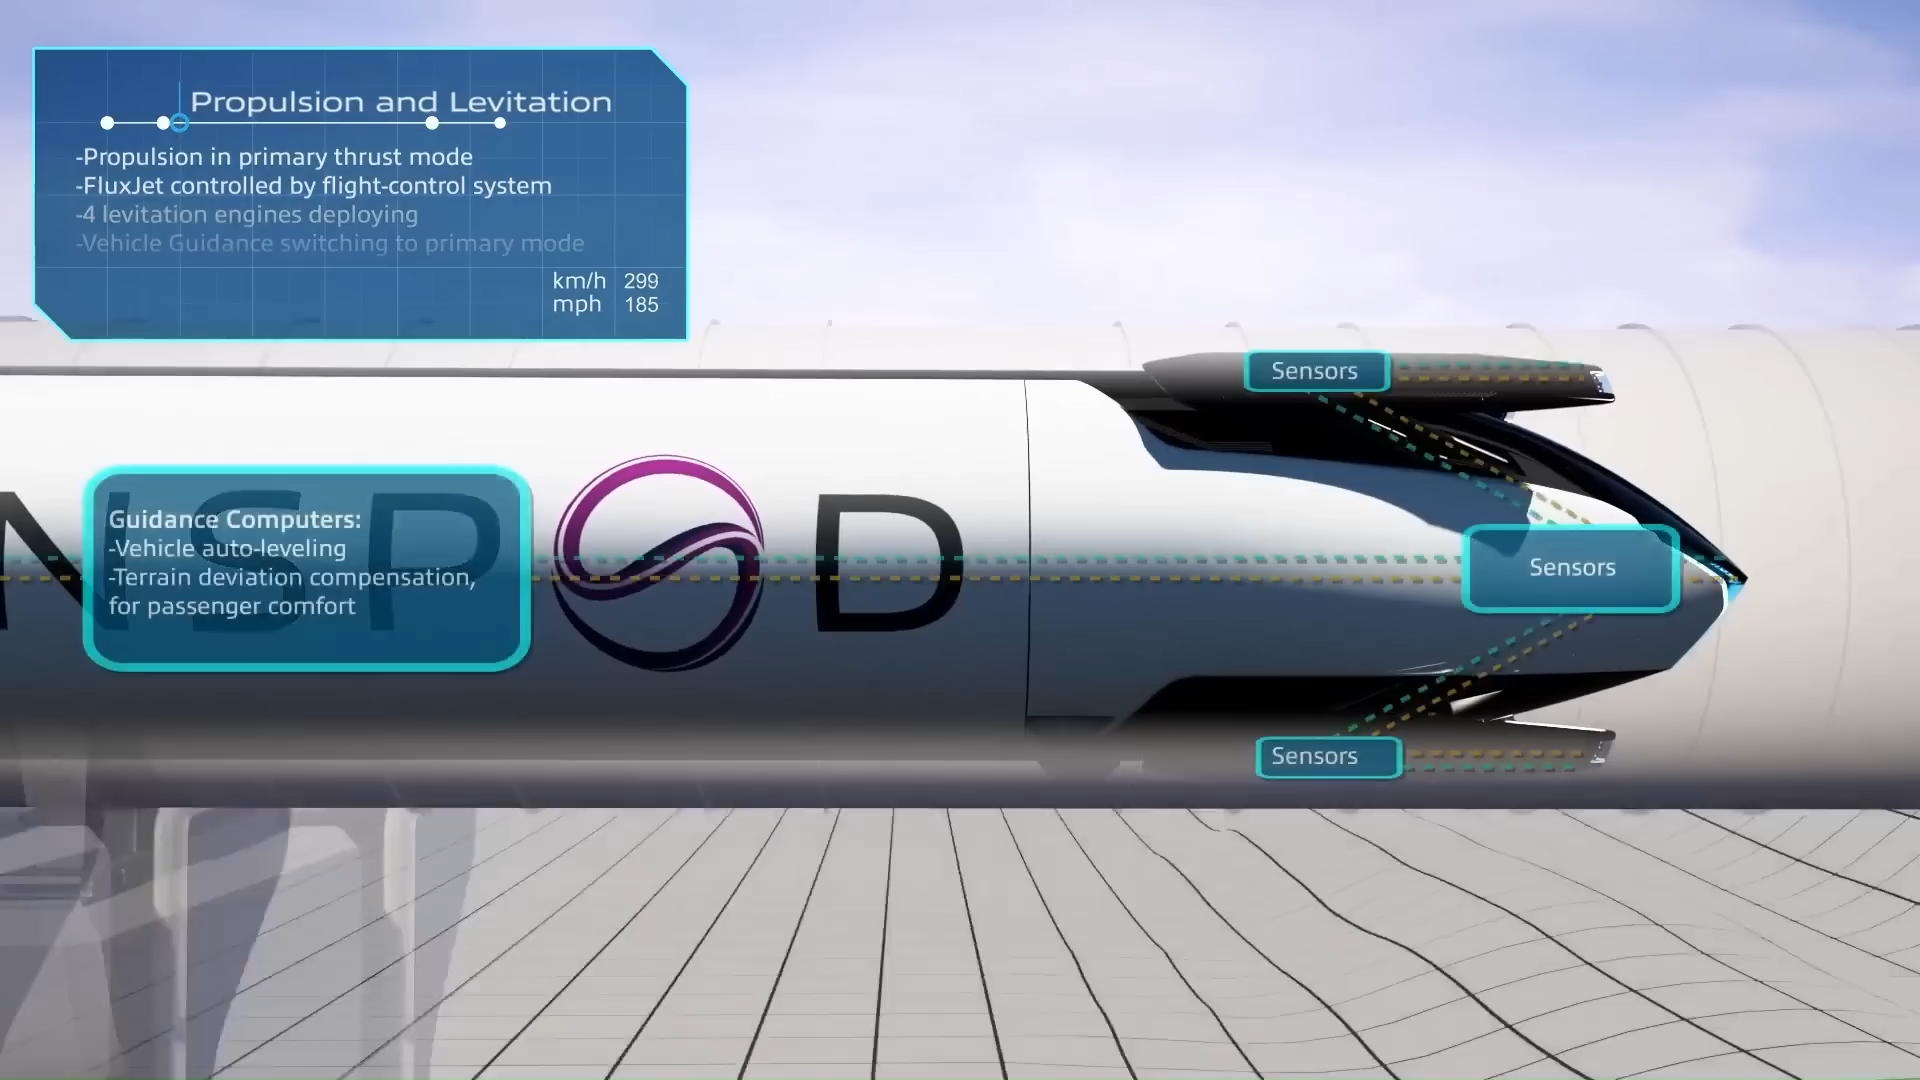 Propulsion and Levitation
-Propulsion in primary thrust mode
-FluxJet controlled by flight-control system
-4 levitation engines deploying
-Vehicle Guidance switching to primary mode
km/h 299
mph 185
Sensors
NSPOD
Guidance Computers:
-Vehicle auto-leveling
-Terrain deviation compensation,
for passenger comfort
Sensors
Sensors